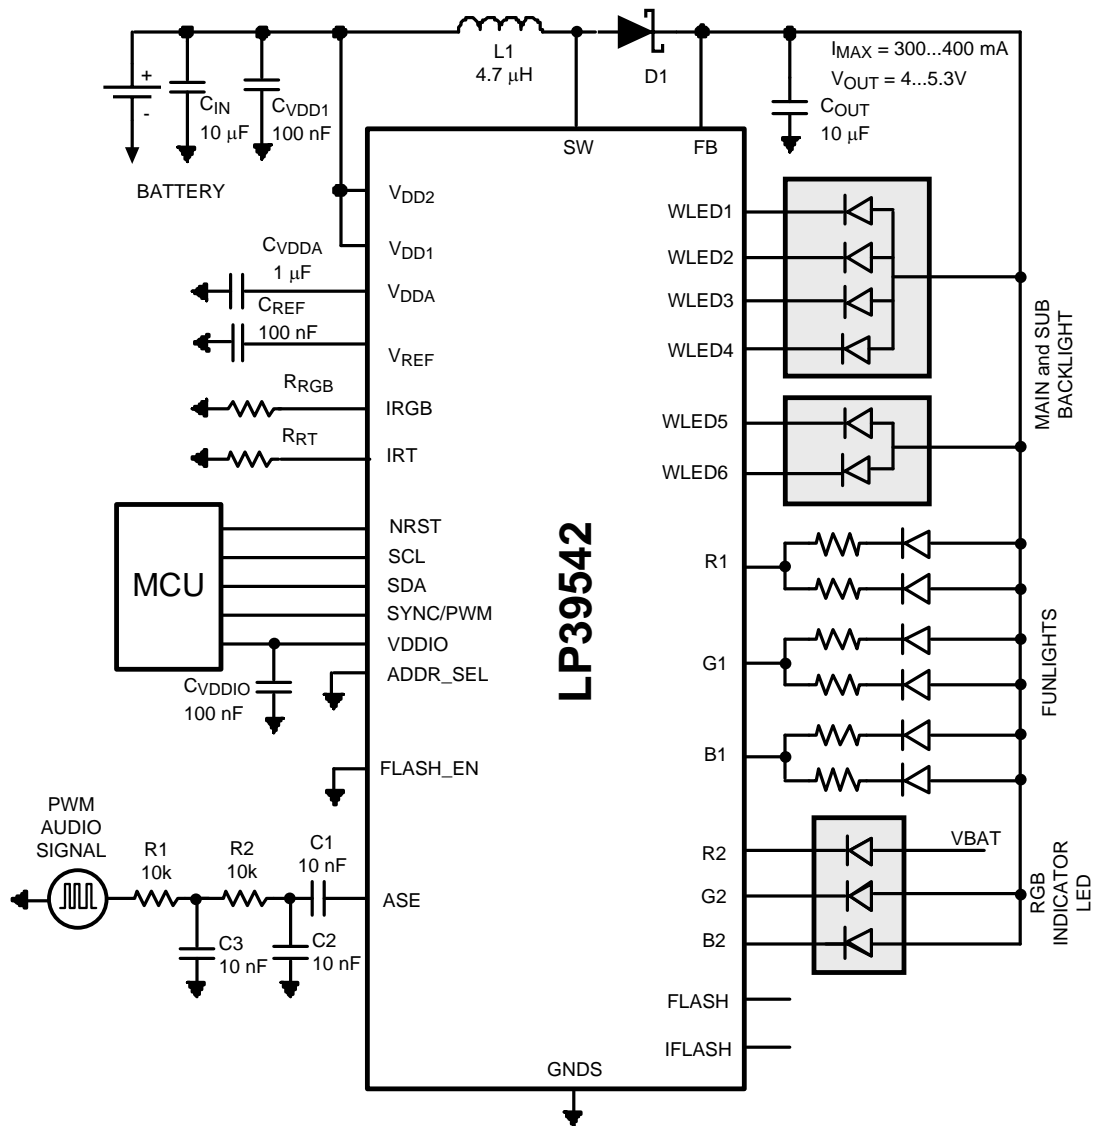 L1
4.7 μH
D1
IMAX = 300...400 mA
VOUT = 4...5.3V
+
-
CIN
10 μF
CVDD1
100 nF
COUT
10 μF
BATTERY
SW
FB
VDD2
VDD1
VDDA
VREF
IRGB
IRT
CVDDA
1 μF
CREF
100 nF
RRGB
RRT
MCU
NRST
SCL
SDA
SYNC/PWM
VDDIO
ADDR_SEL
CVDDIO
100 nF
FLASH_EN
PWM
AUDIO
SIGNAL
R1
10k
R2
10k
C1
10 nF
ASE
C3
10 nF
C2
10 nF
LP39542
WLED1
WLED2
WLED3
WLED4
WLED5
WLED6
R1
G1
B1
R2
G2
B2
FLASH
IFLASH
GNDS
VBAT
MAIN and SUB
BACKLIGHT
FUNLIGHTS
RGB
INDICATOR
LED